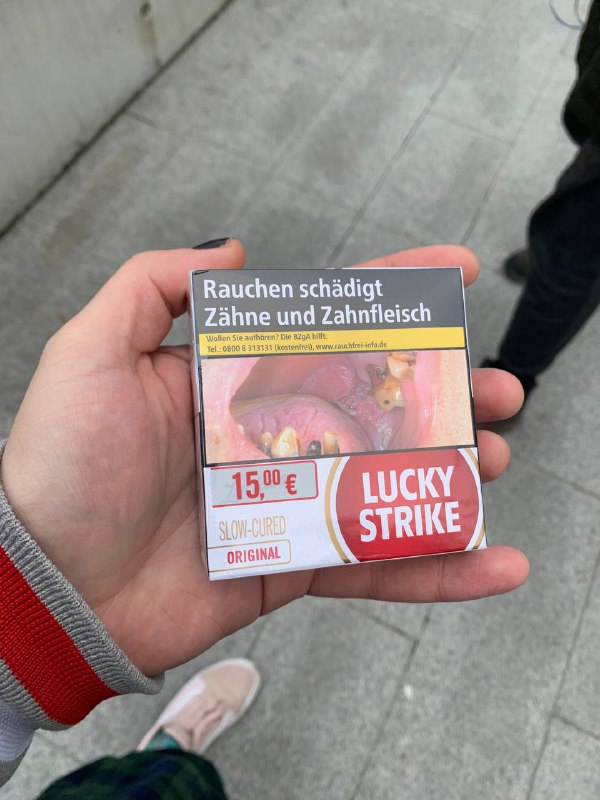 Rauchen schädigt
Zähne und Zahnfleisch
Wollen Sie aufhören? Die BZgA hilft:
Tel.: 0800 8 313131 (kostenfrei), www.rauchfrei-info.de
15,00 €
LUCKY
STRIKE
SLOW-CURED
ORIGINAL